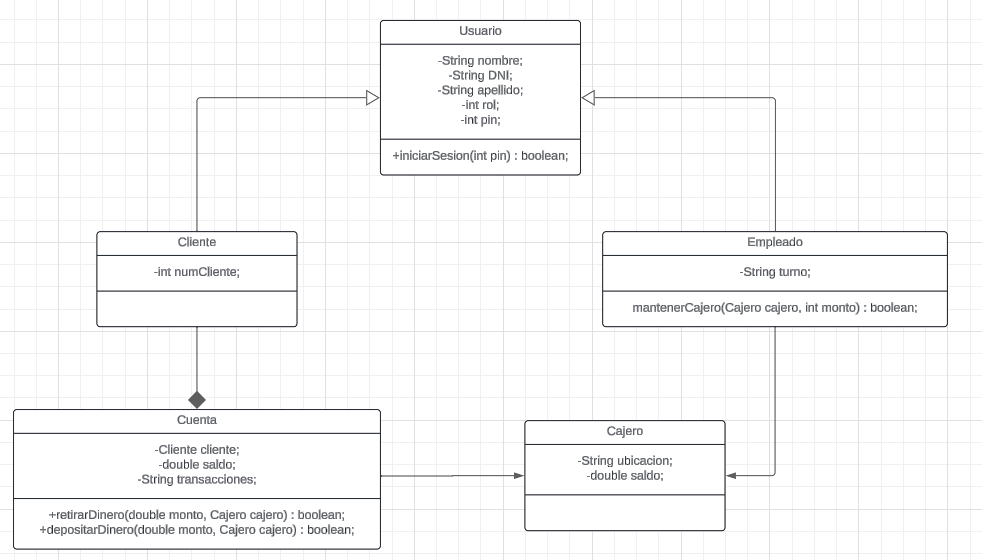 Usuario
-String nombre;
-String DNI;
-String apellido;
-int rol;
-int pin;
+iniciarSesion(int pin) : boolean;
Cliente
-int numCliente;
Empleado
-String turno;
mantenerCajero(Cajero cajero, int monto) : boolean;
Cuenta
-Cliente cliente;
-double saldo;
-String transacciones;
+retirarDinero(double monto, Cajero cajero) : boolean;
+depositarDinero(double monto, Cajero cajero) : boolean;
Cajero
-String ubicacion;
-double saldo;